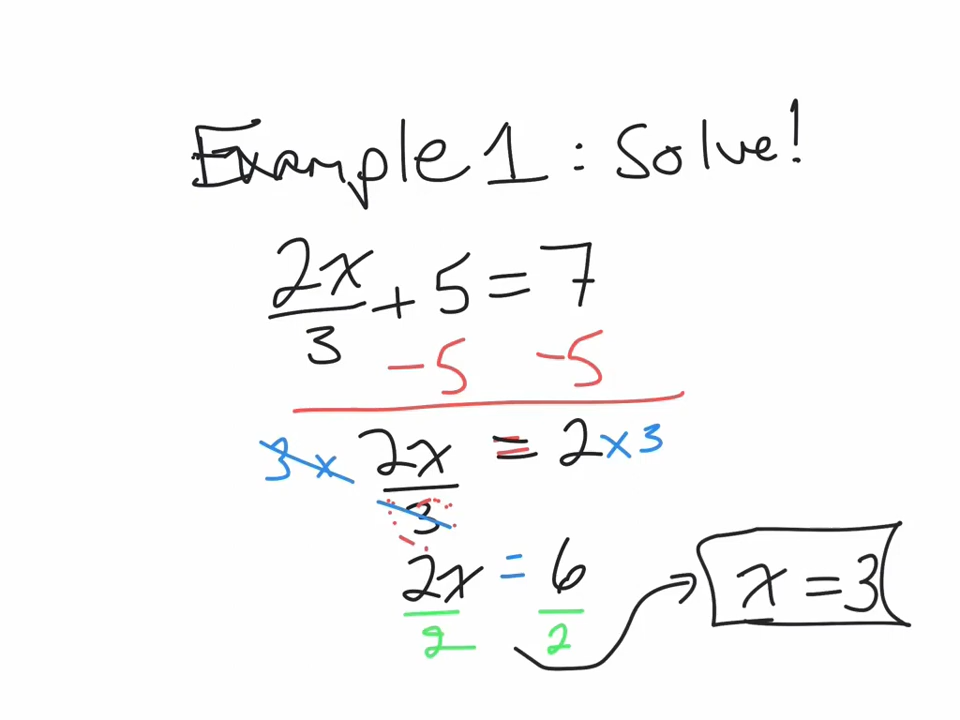 Example 1 : Solve!
2x/3 + 5 = 7
-5 -5
3 x 2x/3 = 2 x 3
2x = 6
2 2
x = 3